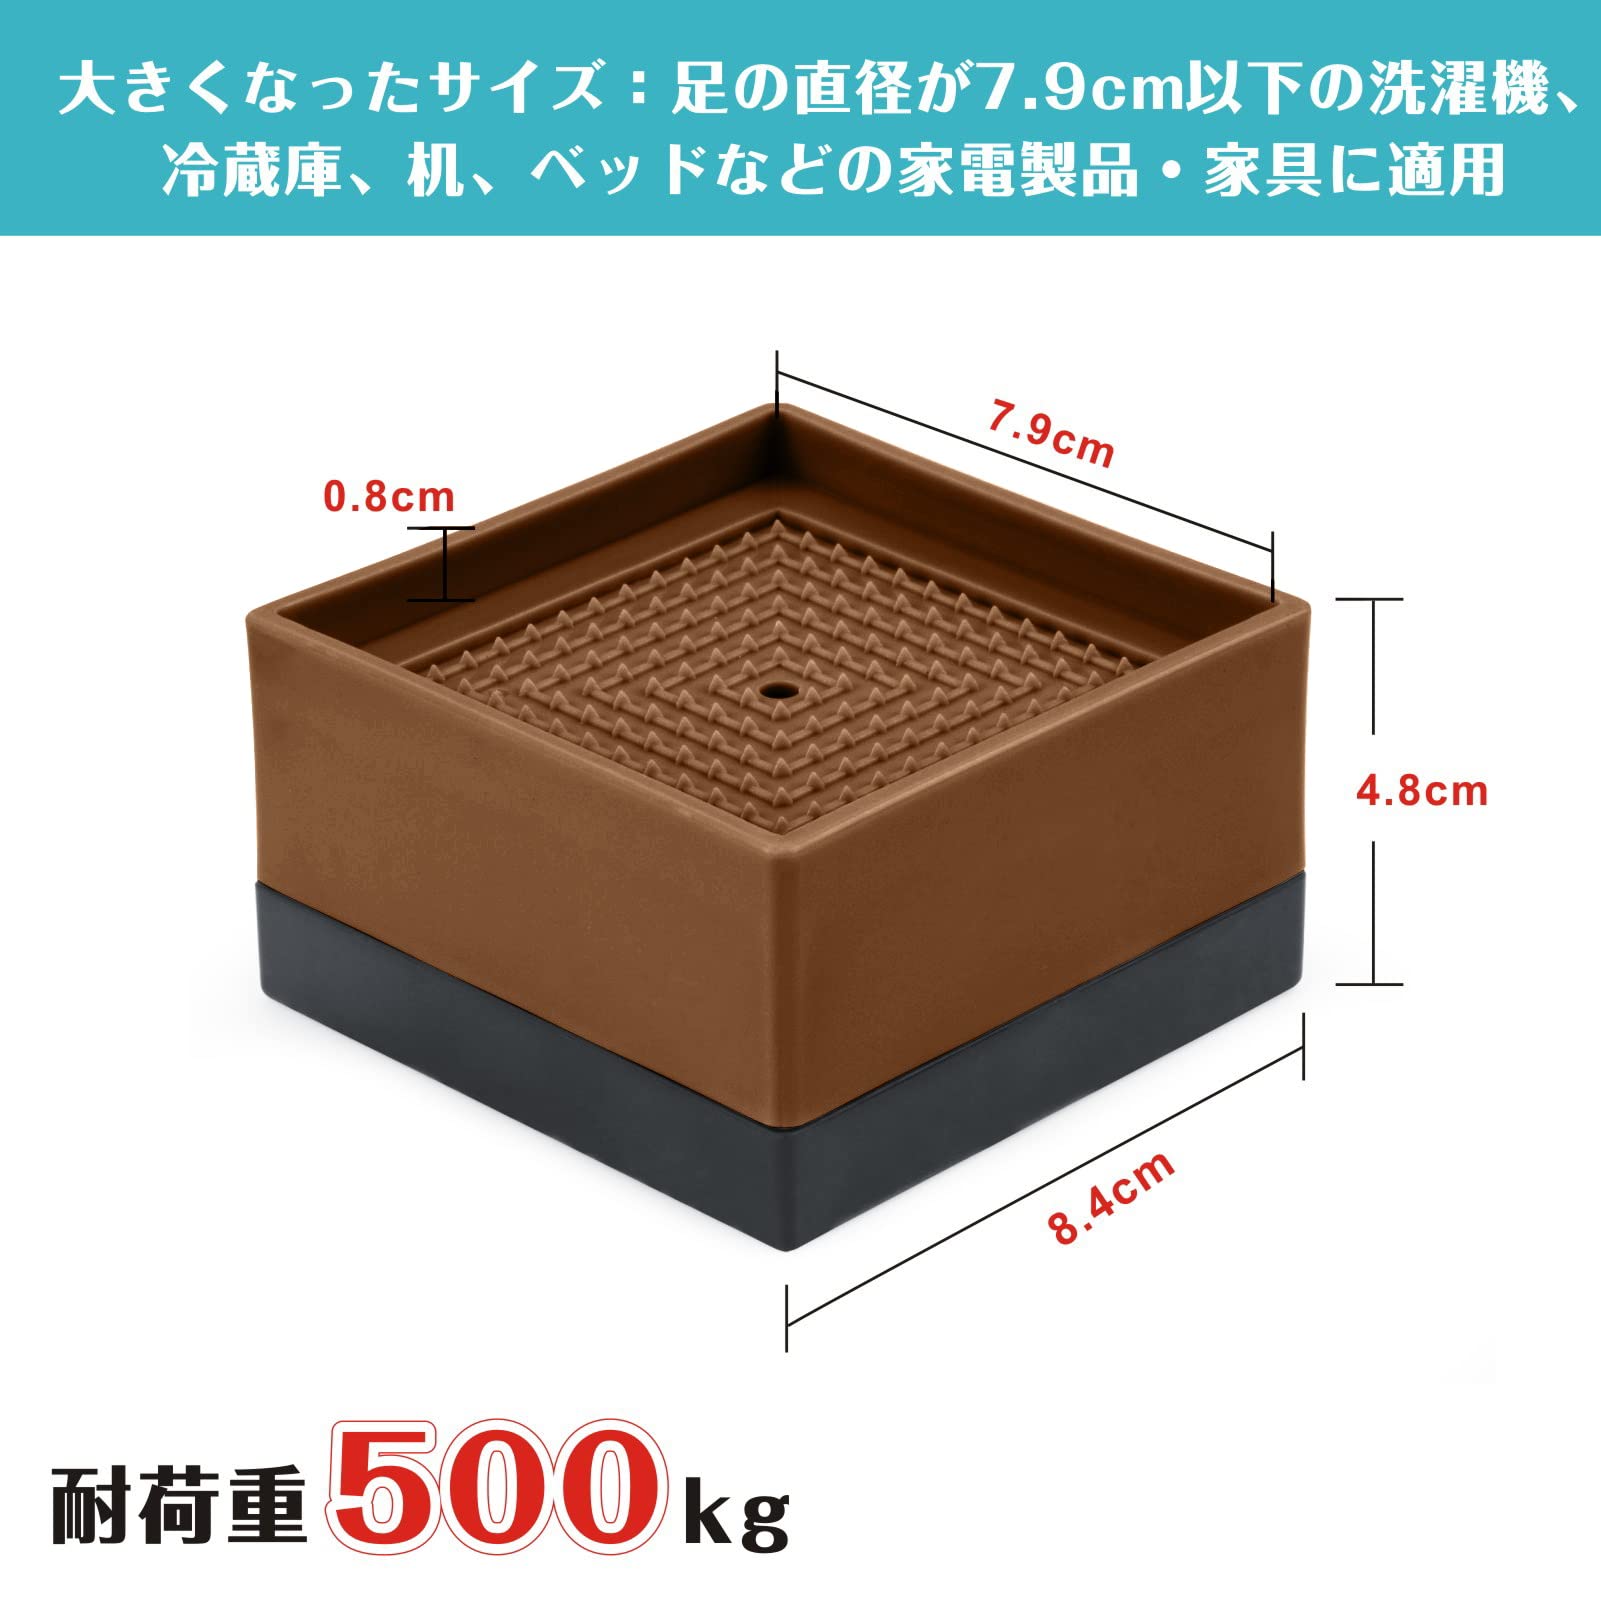 大きくなったサイズ：足の直径が7.9cm以下の洗濯機、
冷蔵庫、机、ベッドなどの家電製品・家具に適用
7.9cm
0.8cm
4.8cm
8.4cm
耐荷重500kg